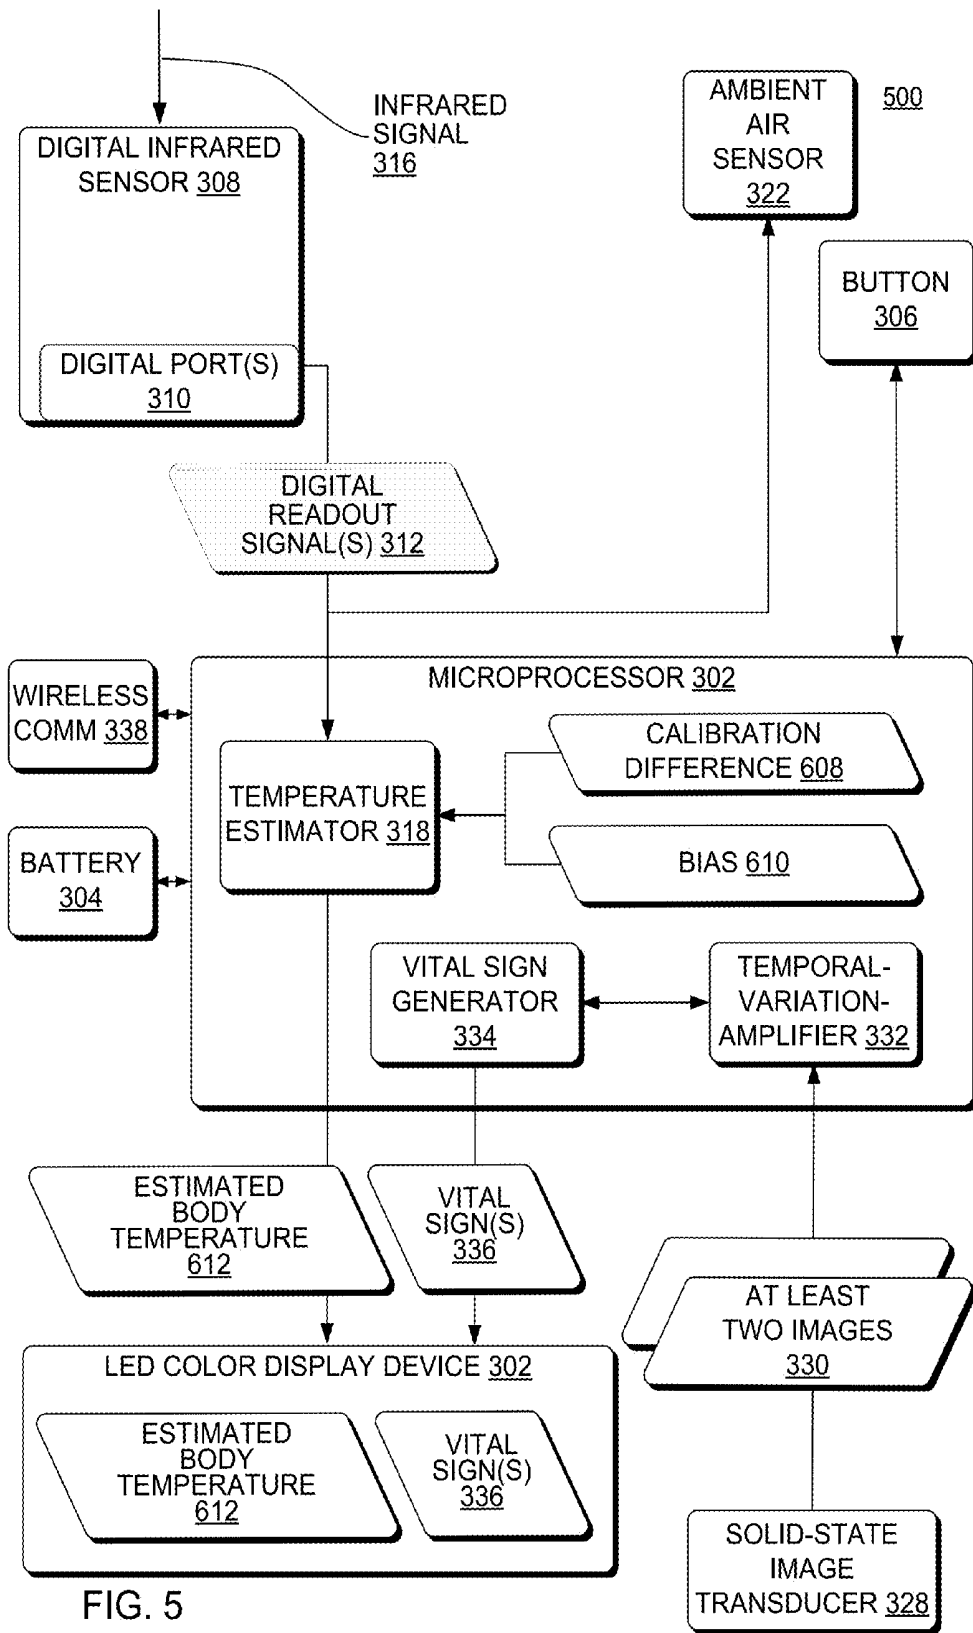 INFRARED
SIGNAL
316
AMBIENT
AIR
SENSOR
322
500
DIGITAL INFRARED
SENSOR 308
BUTTON
306
DIGITAL PORT(S)
310
DIGITAL
READOUT
SIGNAL(S) 312
MICROPROCESSOR 302
WIRELESS
COMM 338
CALIBRATION
DIFFERENCE 608
TEMPERATURE
ESTIMATOR 318
BATTERY
304
BIAS 610
VITAL SIGN
GENERATOR
334
TEMPORAL-
VARIATION-
AMPLIFIER 332
ESTIMATED
BODY
TEMPERATURE
612
VITAL
SIGN(S)
336
AT LEAST
TWO IMAGES
330
LED COLOR DISPLAY DEVICE 302
ESTIMATED
BODY
TEMPERATURE
612
VITAL
SIGN(S)
336
SOLID-STATE
IMAGE
TRANSDUCER 328
FIG. 5